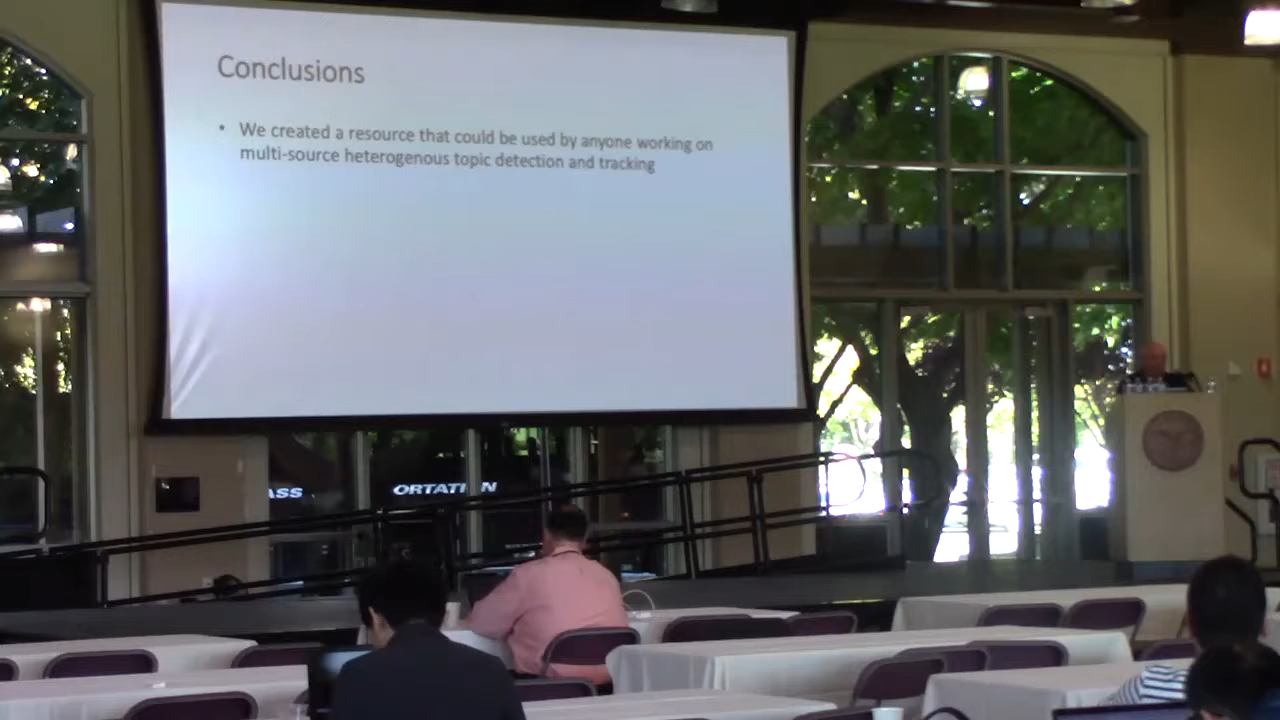 Conclusions
• We created a resource that could be used by anyone working on
multi-source heterogenous topic detection and tracking